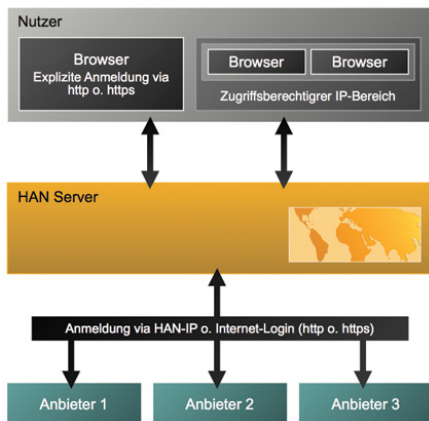 Nutzer
Browser
Explizite Anmeldung via
http o. https
Browser
Browser
Zugriffsberechtigrer IP-Bereich
HAN Server
Anmeldung via HAN-IP o. Internet-Login (http o. https)
Anbieter 1
Anbieter 2
Anbieter 3